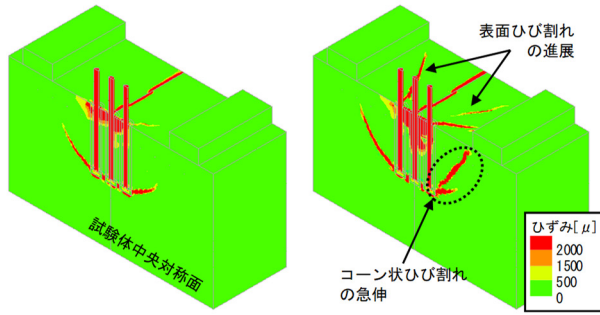 表面ひび割れ
の進展
試験体中央対称面
コーン状ひび割れ
の急伸
ひずみ[μ]
2000
1500
500
0